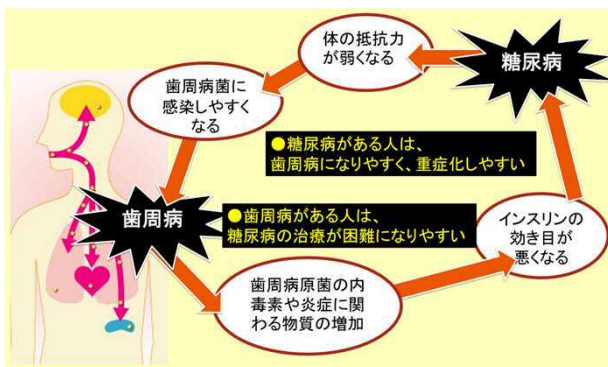 体の抵抗力
が弱くなる
糖尿病
歯周病菌に
感染しやすく
なる
●糖尿病がある人は、
歯周病になりやすく、重症化しやすい
歯周病
●歯周病がある人は、
糖尿病の治療が困難になりやすい
インスリンの
効き目が
悪くなる
歯周病原菌の内
毒素や炎症に関
わる物質の増加